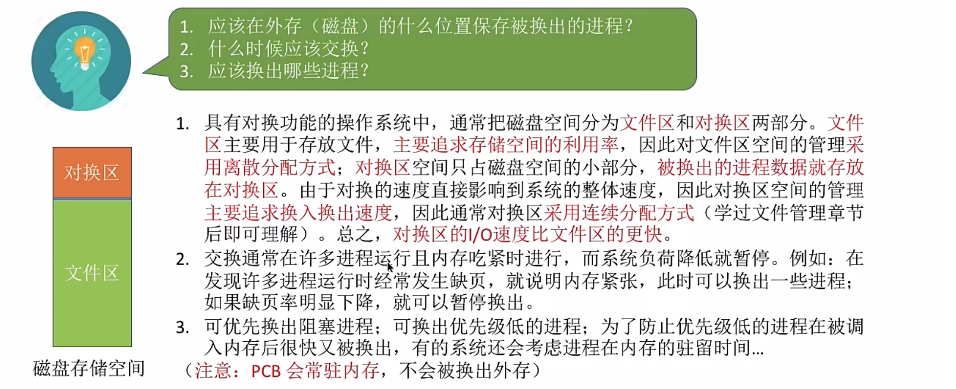 1. 应该在外存（磁盘）的什么位置保存被换出的进程？
2. 什么时候应该交换？
3. 应该换出哪些进程？
1. 具有对换功能的操作系统中，通常把磁盘空间分为文件区和对换区两部分。文件
区主要用于存放文件，主要追求存储空间的利用率，因此对文件区空间的管理采
用离散分配方式；对换区空间只占磁盘空间的小部分，被换出的进程数据就存放
在对换区。由于对换的速度直接影响到系统的整体速度，因此对换区空间的管理
主要追求换入换出速度，因此通常对换区采用连续分配方式（学过文件管理章节
后即可理解）。总之，对换区的I/O速度比文件区的更快。
2. 交换通常在许多进程运行且内存吃紧时进行，而系统负荷降低就暂停。例如：在
发现许多进程运行时经常发生缺页，就说明内存紧张，此时可以换出一些进程；
如果缺页率明显下降，就可以暂停换出。
3. 可优先换出阻塞进程；可换出优先级低的进程；为了防止优先级低的进程在被调
入内存后很快又被换出，有的系统还会考虑进程在内存的驻留时间…
（注意：PCB 会常驻内存，不会被换出外存）
对换区
文件区
磁盘存储空间